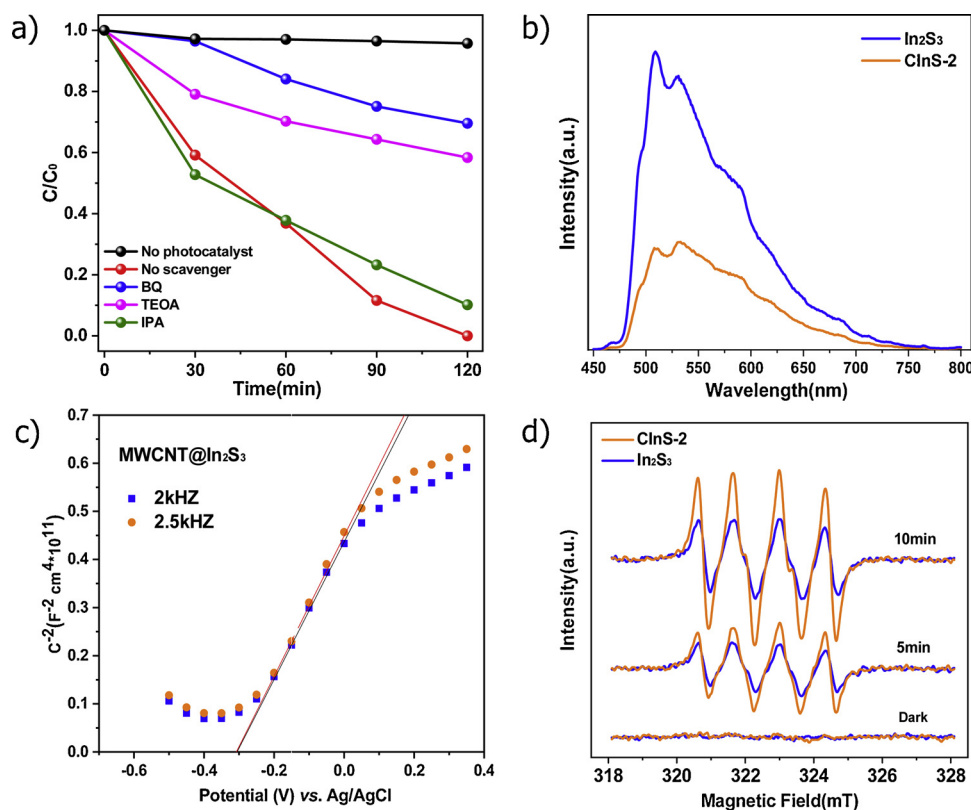 a)
1.0
0.8
0.6
0.4
0.2
0.0
C/C₀
No photocatalyst
No scavenger
BQ
TEOA
IPA
0 30 60 90 120
Time(min)
b)
In₂S₃
CInS-2
Intensity(a.u.)
450 500 550 600 650 700 750 800
Wavelength(nm)
c)
0.7
0.6
0.5
0.4
0.3
0.2
0.1
0.0
C⁻²(F⁻² cm⁴*10¹¹)
MWCNT@In₂S₃
2kHZ
2.5kHZ
-0.6 -0.4 -0.2 0.0 0.2 0.4
Potential (V) vs. Ag/AgCl
d)
CInS-2
In₂S₃
10min
5min
Dark
Intensity(a.u.)
318 320 322 324 326 328
Magnetic Field(mT)